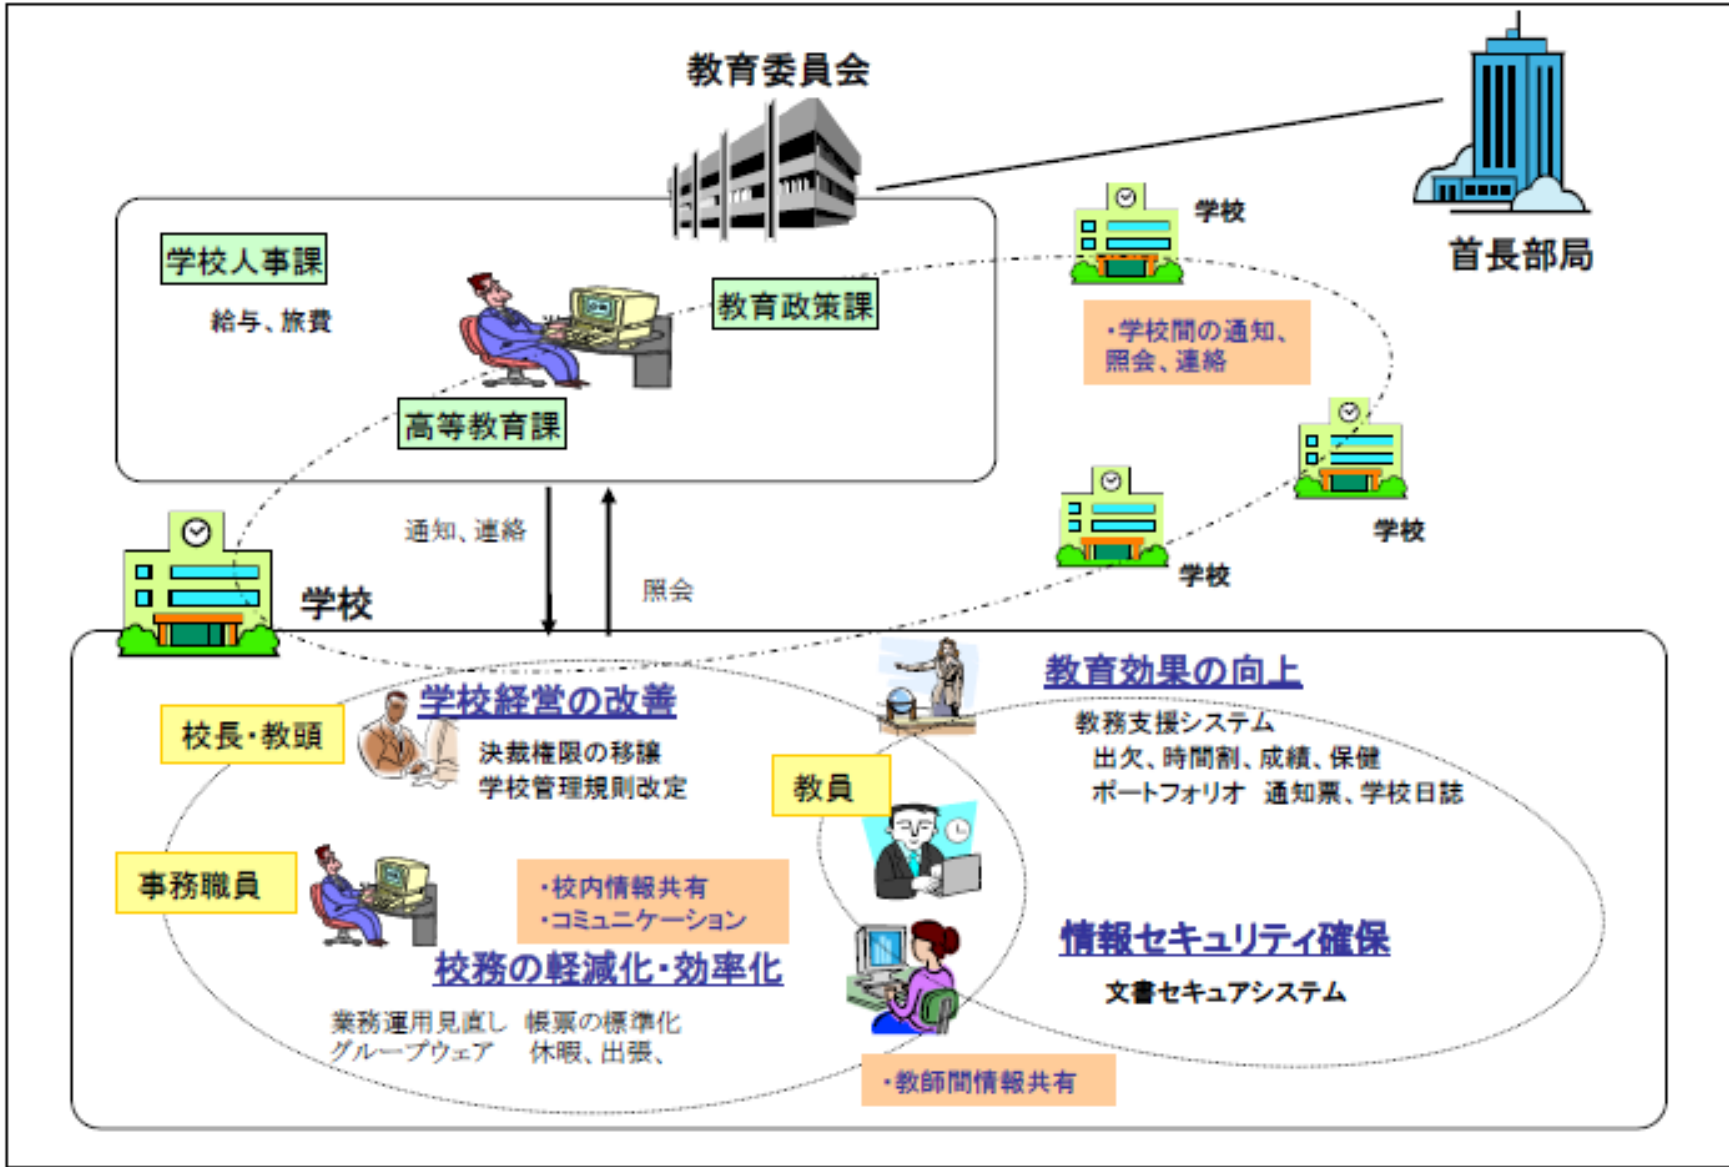 教育委員会
首長部局
学校人事課
給与、旅費
教育政策課
高等教育課
学校
・学校間の通知、
照会、連絡
学校
学校
通知、連絡
照会
学校
学校経営の改善
校長・教頭
決裁権限の移譲
学校管理規則改定
教育効果の向上
教務支援システム
出欠、時間割、成績、保健
ポートフォリオ 通知票、学校日誌
教員
事務職員
・校内情報共有
・コミュニケーション
校務の軽減化・効率化
業務運用見直し 帳票の標準化
グループウェア 休暇、出張、
情報セキュリティ確保
文書セキュアシステム
・教師間情報共有